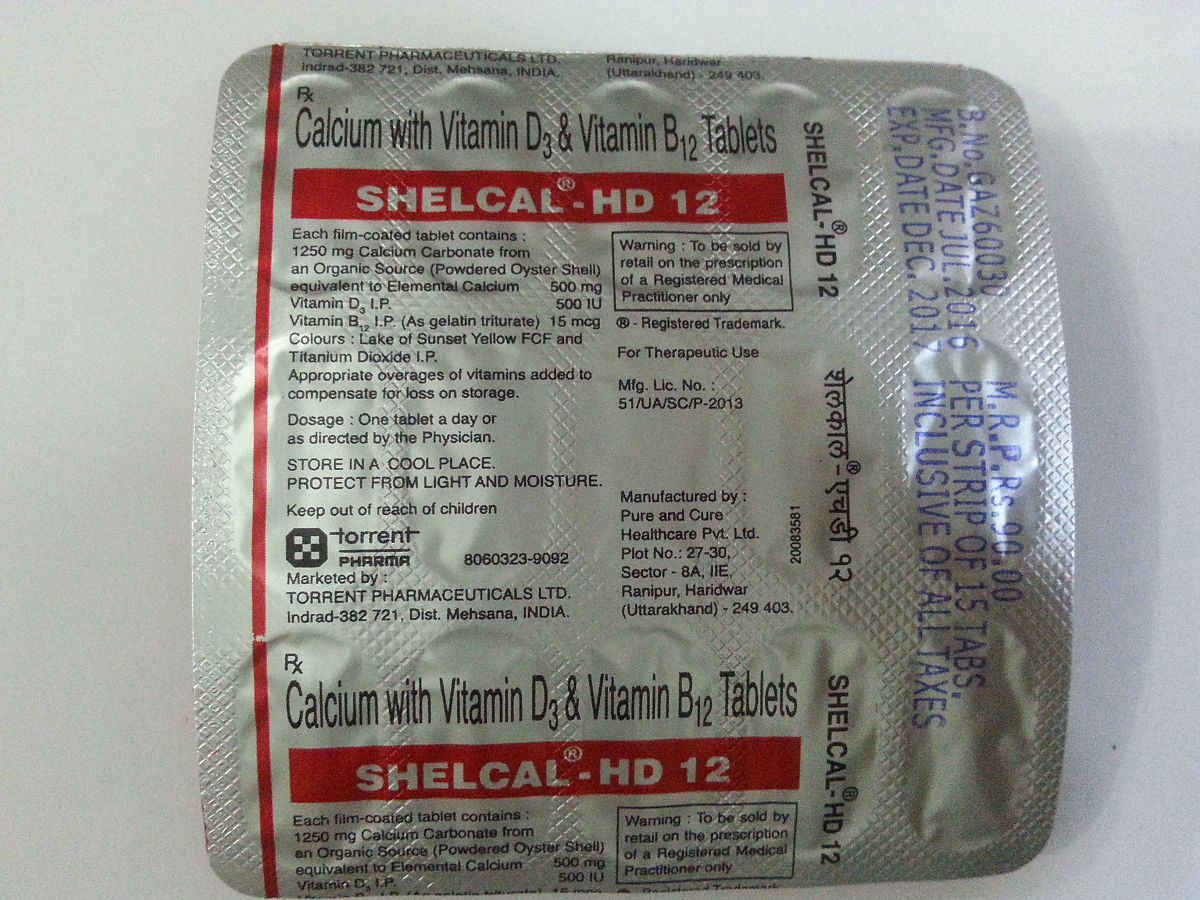 TORRENT PHARMACEUTICALS LTD.
Indrad-382 721, Dist. Mehsana, INDIA.
Ranipur, Haridwar
(Uttarakhand) - 249 403.
Rx
Calcium with Vitamin D3 & Vitamin B12 Tablets
SHELCAL®-HD 12
Each film-coated tablet contains :
1250 mg Calcium Carbonate from
an Organic Source (Powdered Oyster Shell)
equivalent to Elemental Calcium 500 mg
Vitamin D3 I.P. 500 IU
Vitamin B12 I.P. (As gelatin triturate) 15 mcg
Colours : Lake of Sunset Yellow FCF and
Titanium Dioxide I.P.
Appropriate overages of vitamins added to
compensate for loss on storage.
Dosage : One tablet a day or
as directed by the Physician.
STORE IN A COOL PLACE.
PROTECT FROM LIGHT AND MOISTURE.
Keep out of reach of children
torrent
PHARMA
8060323-9092
Marketed by :
TORRENT PHARMACEUTICALS LTD.
Indrad-382 721, Dist. Mehsana, INDIA.
Warning : To be sold by
retail on the prescription
of a Registered Medical
Practitioner only
® - Registered Trademark.
For Therapeutic Use
Mfg. Lic. No. :
51/UA/SC/P-2013
Manufactured by :
Pure and Cure
Healthcare Pvt. Ltd.
Plot No.: 27-30,
Sector - 8A, IIE,
Ranipur, Haridwar
(Uttarakhand) - 249 403.
20083581
SHELCAL®-HD 12
शेलकाल®-एचडी १२
B.No.GAZ60030
MFG.DATE JUL.2016
EXP.DATE DEC.2017
M.R.P.Rs.90.00
PER STRIP OF 15 TABS.
INCLUSIVE OF ALL TAXES
Rx
Calcium with Vitamin D3 & Vitamin B12 Tablets
SHELCAL®-HD 12
Each film-coated tablet contains :
1250 mg Calcium Carbonate from
an Organic Source (Powdered Oyster Shell)
equivalent to Elemental Calcium 500 mg
Vitamin D3 I.P. 500 IU
Vitamin B12 I.P. (As gelatin triturate) 15 mcg
Warning : To be sold by
retail on the prescription
of a Registered Medical
Practitioner only
® - Registered Trademark.
SHELCAL®-HD 12